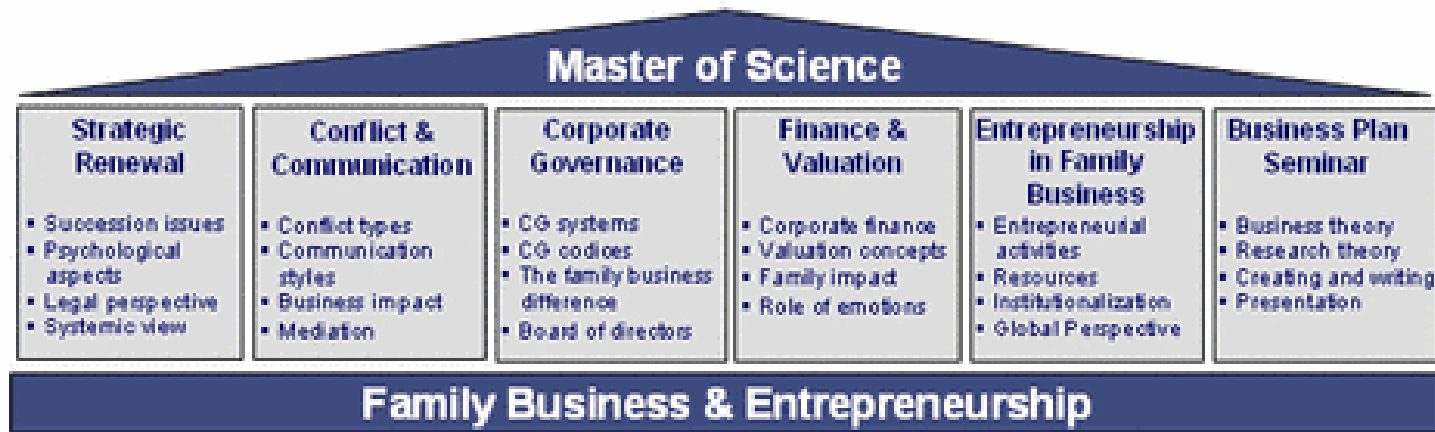 Master of Science
Strategic
Renewal
▪ Succession issues
▪ Psychological
aspects
▪ Legal perspective
▪ Systemic view
Conflict &
Communication
▪ Conflict types
▪ Communication
styles
▪ Business impact
▪ Mediation
Corporate
Governance
▪ CG systems
▪ CG codices
▪ The family business
difference
▪ Board of directors
Finance &
Valuation
▪ Corporate finance
▪ Valuation concepts
▪ Family impact
▪ Role of emotions
Entrepreneurship
in Family
Business
▪ Entrepreneurial
activities
▪ Resources
▪ Institutionalization
▪ Global Perspective
Business Plan
Seminar
▪ Business theory
▪ Research theory
▪ Creating and writing
▪ Presentation
Family Business & Entrepreneurship